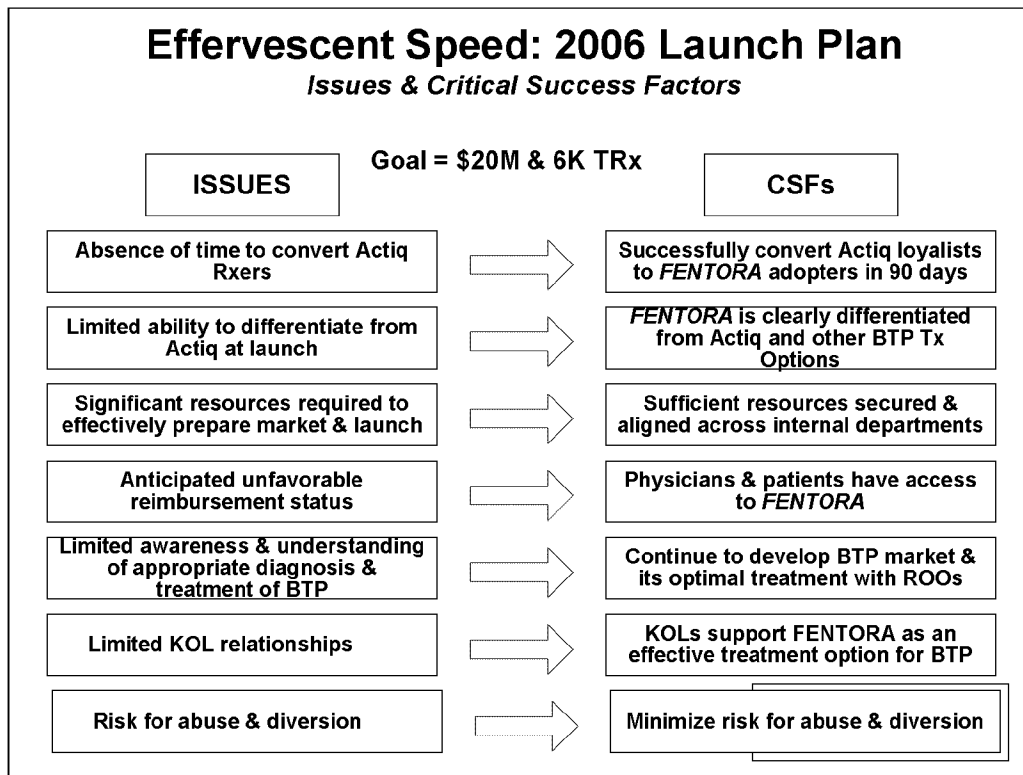 Effervescent Speed: 2006 Launch Plan
Issues & Critical Success Factors
Goal = $20M & 6K TRx
ISSUES
CSFs
Absence of time to convert Actiq
Rxers
Successfully convert Actiq loyalists
to FENTORA adopters in 90 days
Limited ability to differentiate from
Actiq at launch
FENTORA is clearly differentiated
from Actiq and other BTP Tx
Options
Significant resources required to
effectively prepare market & launch
Sufficient resources secured &
aligned across internal departments
Anticipated unfavorable
reimbursement status
Physicians & patients have access
to FENTORA
Limited awareness & understanding
of appropriate diagnosis &
treatment of BTP
Continue to develop BTP market &
its optimal treatment with ROOs
Limited KOL relationships
KOLs support FENTORA as an
effective treatment option for BTP
Risk for abuse & diversion
Minimize risk for abuse & diversion